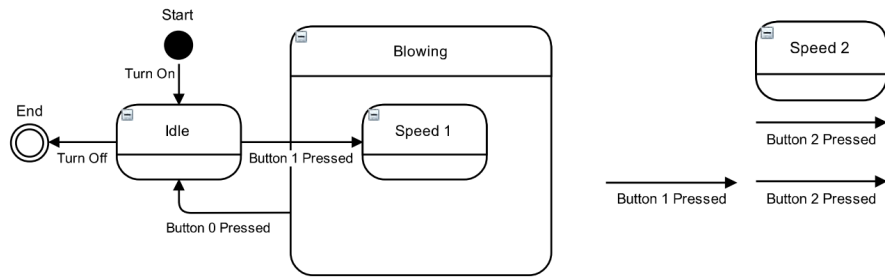 Start
Turn On
End
Idle
Turn Off
Button 0 Pressed
Blowing
Speed 1
Button 1 Pressed
Speed 2
Button 2 Pressed
Button 1 Pressed
Button 2 Pressed